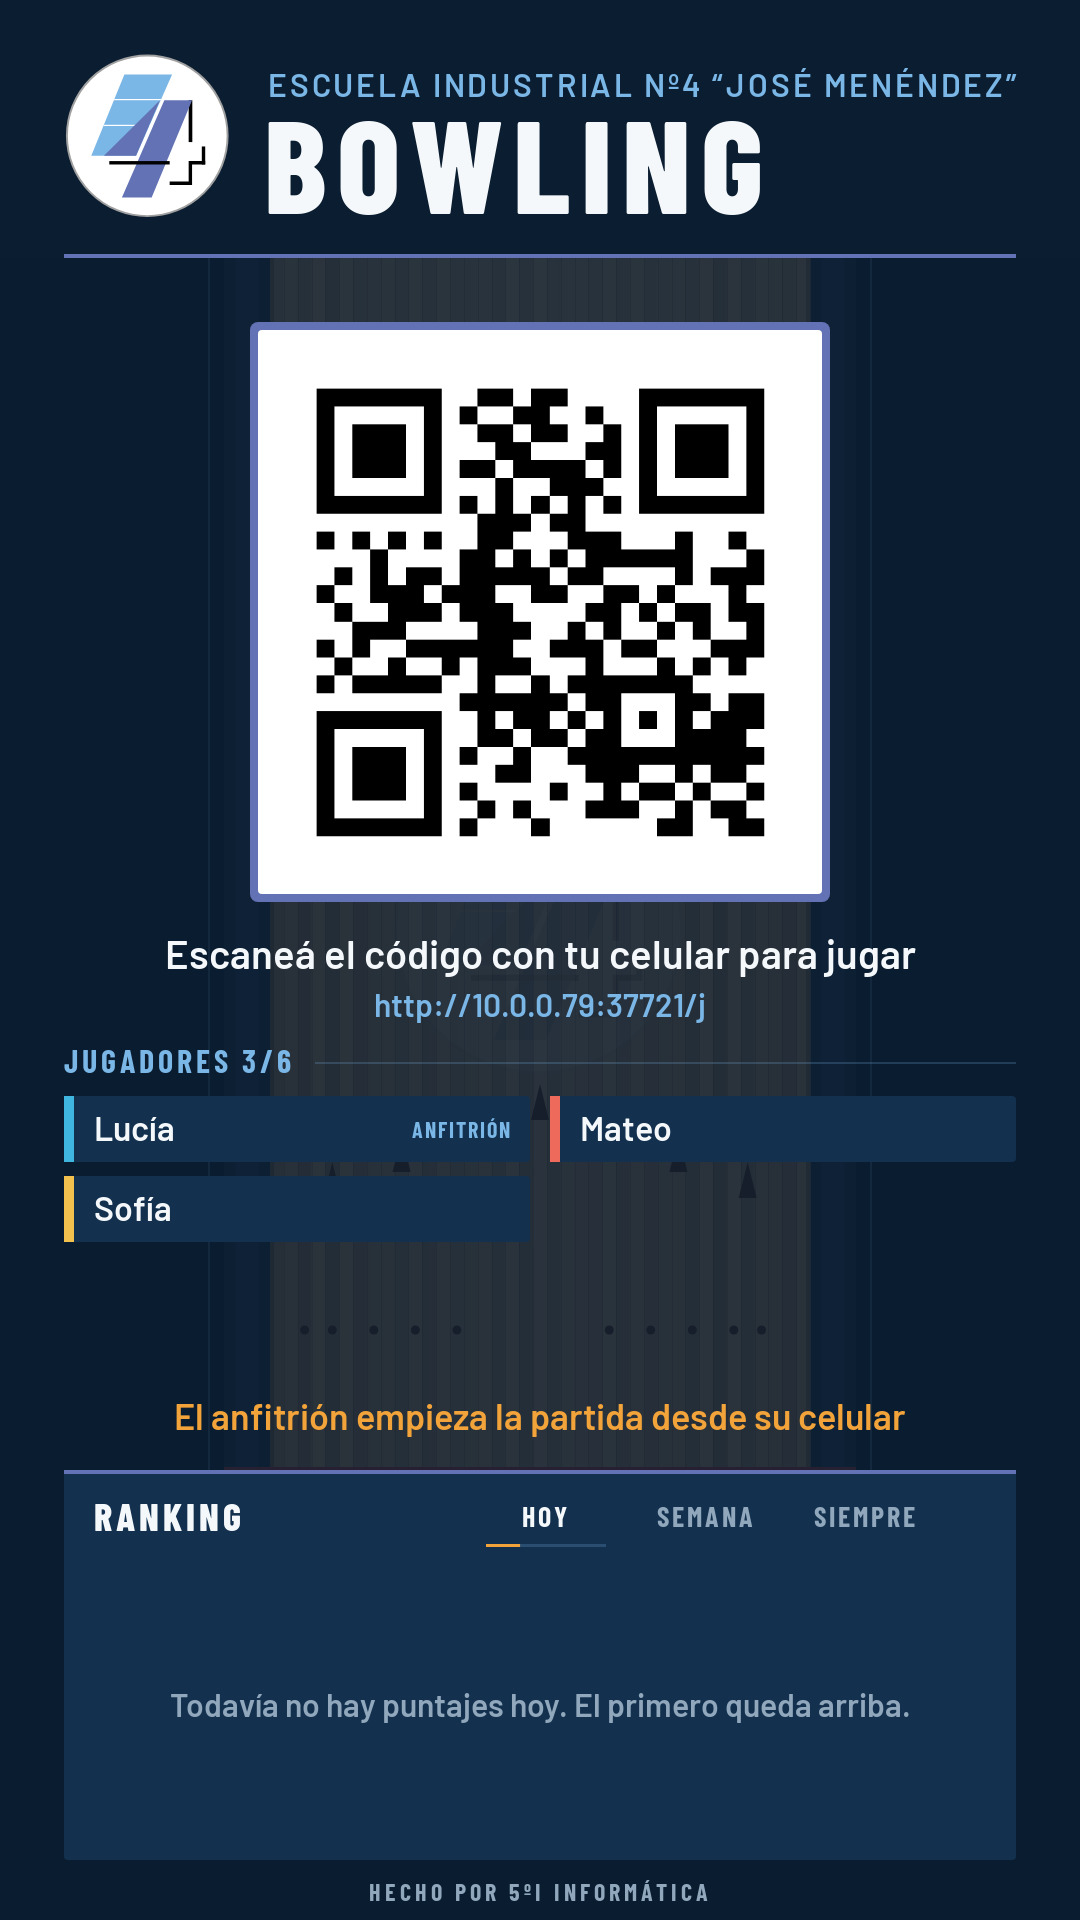 ESCUELA INDUSTRIAL Nº4 “JOSÉ MENÉNDEZ”
BOWLING
Escaneá el código con tu celular para jugar
http://10.0.0.79:37721/j
JUGADORES 3/6
Lucía ANFITRIÓN
Mateo
Sofía
El anfitrión empieza la partida desde su celular
RANKING HOY SEMANA SIEMPRE
Todavía no hay puntajes hoy. El primero queda arriba.
HECHO POR 5ºI INFORMÁTICA